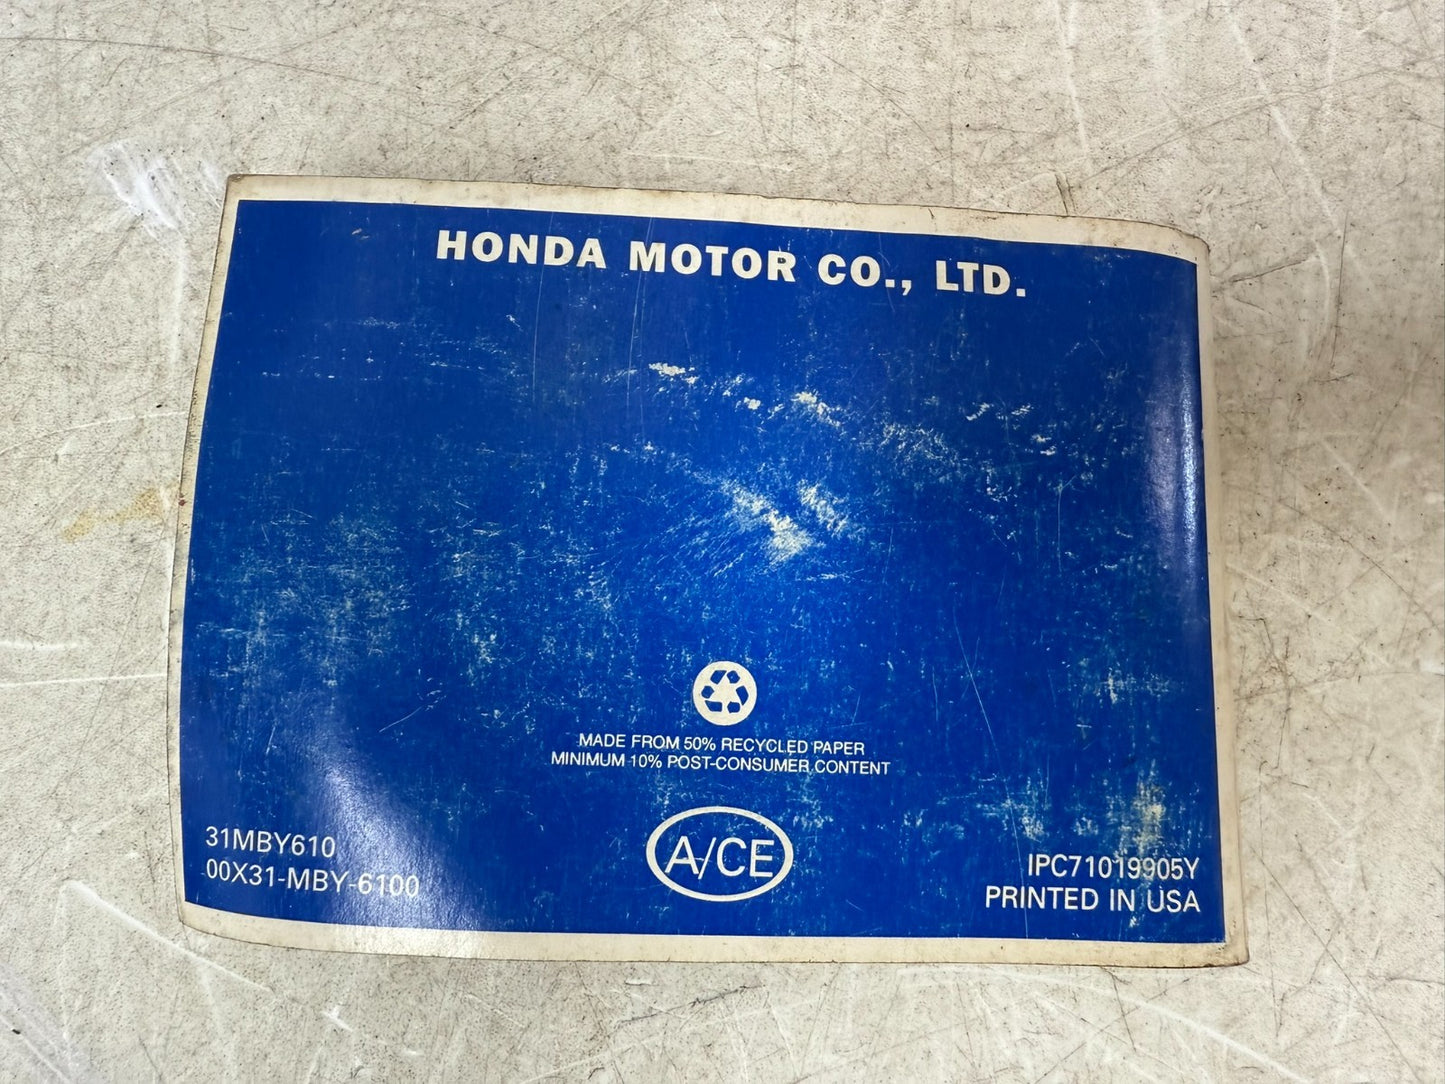 HONDA MOTOR CO., LTD.
MADE FROM 50% RECYCLED PAPER
MINIMUM 10% POST-CONSUMER CONTENT
31MBY610
00X31-MBY-6100
A/CE
IPC71019905Y
PRINTED IN USA